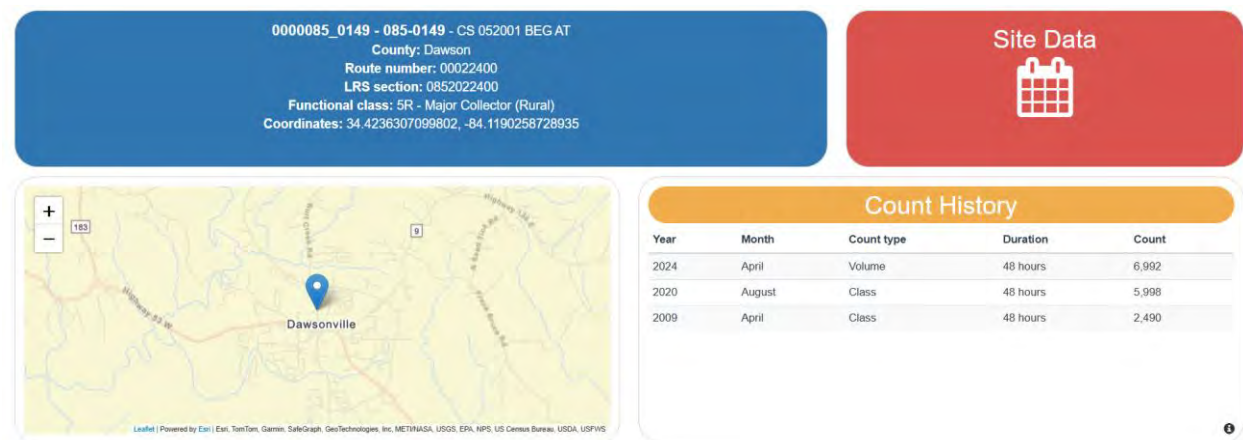 0000085_0149 - 085-0149 - CS 052001 BEG AT
County: Dawson
Route number: 00022400
LRS section: 0852022400
Functional class: 5R - Major Collector (Rural)
Coordinates: 34.4236307099802, -84.1190258728935
Site Data
+
−
183
9
Highway 136 E
Highway 53 W
Dawsonville
Leaflet | Powered by Esri | Esri, TomTom, Garmin, SafeGraph, GeoTechnologies, Inc, METI/NASA, USGS, EPA, NPS, US Census Bureau, USDA, USFWS
Count History
Year Month Count type Duration Count
2024 April Volume 48 hours 6,992
2020 August Class 48 hours 5,998
2009 April Class 48 hours 2,490